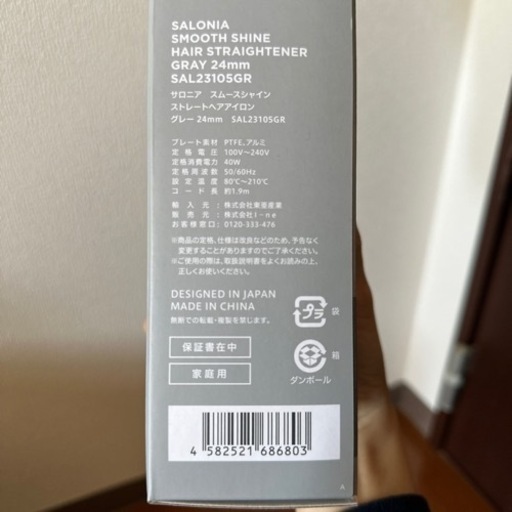 SALONIA
SMOOTH SHINE
HAIR STRAIGHTENER
GRAY 24mm
SAL23105GR
サロニア スムースシャイン
ストレートヘアアイロン
グレー 24mm SAL23105GR
プレート素材 : PTFE,アルミ
定格電圧 : 100V〜240V
定格消費電力 : 40W
定格周波数 : 50/60Hz
設定温度 : 80℃〜210℃
コード長 : 約1.9m
輸入元 : 株式会社東亜産業
販売元 : 株式会社I-ne
お客様窓口 : 0120-333-476
※商品の定格、仕様は改良などのため、予告なく
変更することがありますのでご了承ください。
※ご使用の際は、取扱説明書をよくお読みの上、
正しくお使いください。
DESIGNED IN JAPAN
MADE IN CHINA
無断での転載・複製を禁じます。
プラ 袋
保証書在中
箱
ダンボール
家庭用
4 582521 686803
A